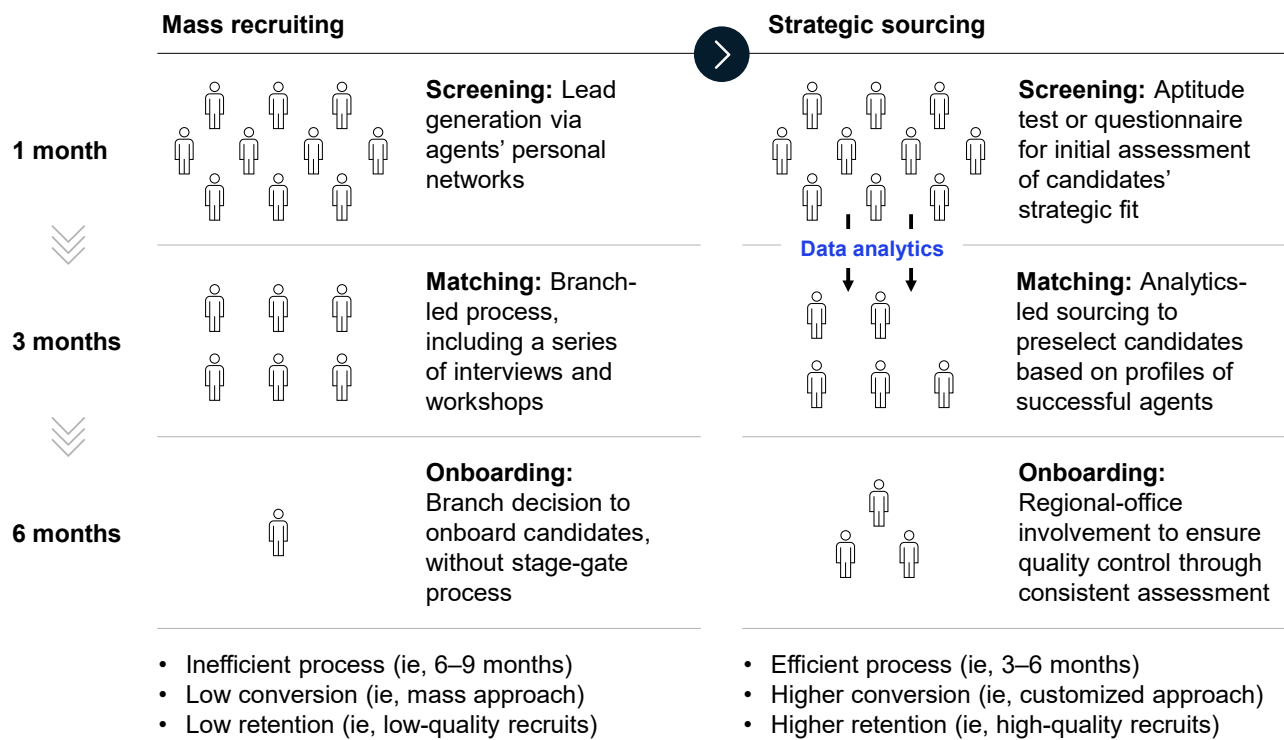 Mass recruiting
Strategic sourcing
1 month
Screening: Lead
generation via
agents’ personal
networks
Screening: Aptitude
test or questionnaire
for initial assessment
of candidates’
strategic fit
Data analytics
3 months
Matching: Branch-
led process,
including a series
of interviews and
workshops
Matching: Analytics-
led sourcing to
preselect candidates
based on profiles of
successful agents
6 months
Onboarding:
Branch decision to
onboard candidates,
without stage-gate
process
Onboarding:
Regional-office
involvement to ensure
quality control through
consistent assessment
• Inefficient process (ie, 6–9 months)
• Low conversion (ie, mass approach)
• Low retention (ie, low-quality recruits)
• Efficient process (ie, 3–6 months)
• Higher conversion (ie, customized approach)
• Higher retention (ie, high-quality recruits)